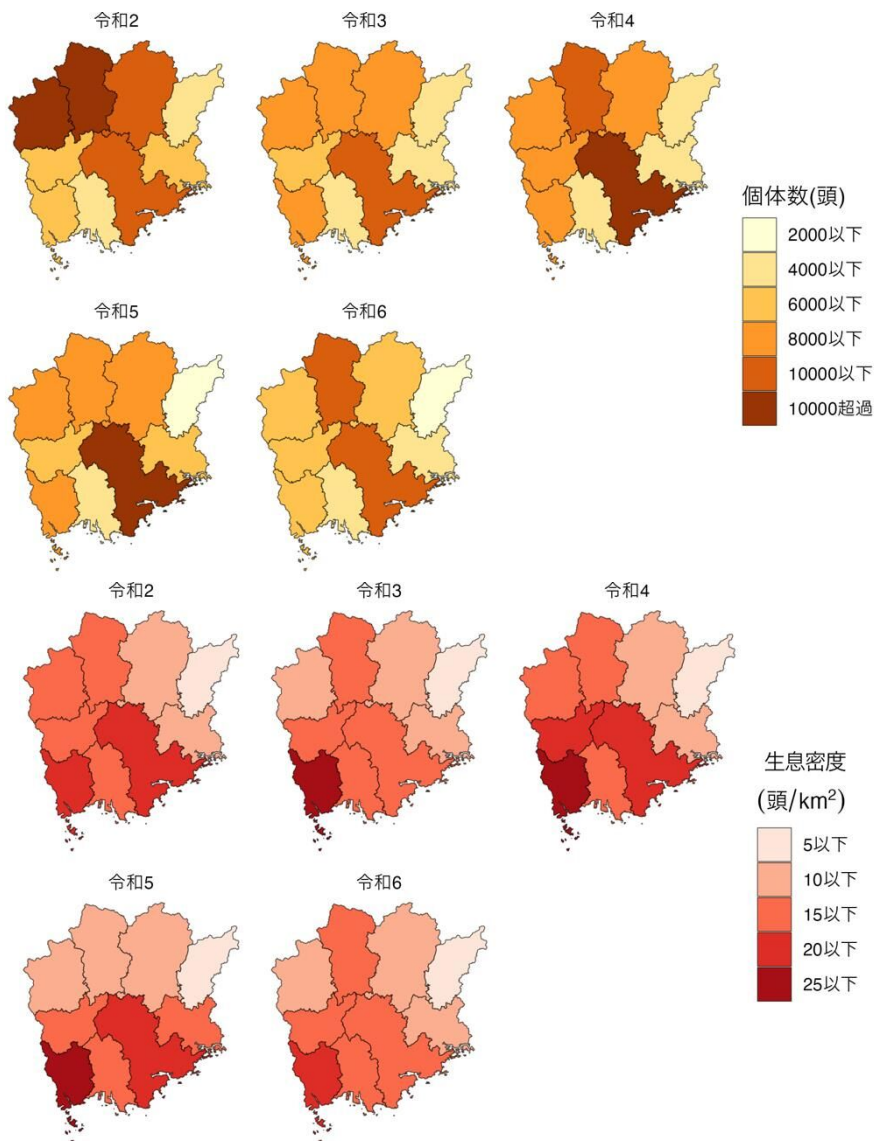 令和2
令和3
令和4
令和5
令和6
個体数(頭)
2000以下
4000以下
6000以下
8000以下
10000以下
10000超過
令和2
令和3
令和4
令和5
令和6
生息密度
(頭/km²)
5以下
10以下
15以下
20以下
25以下